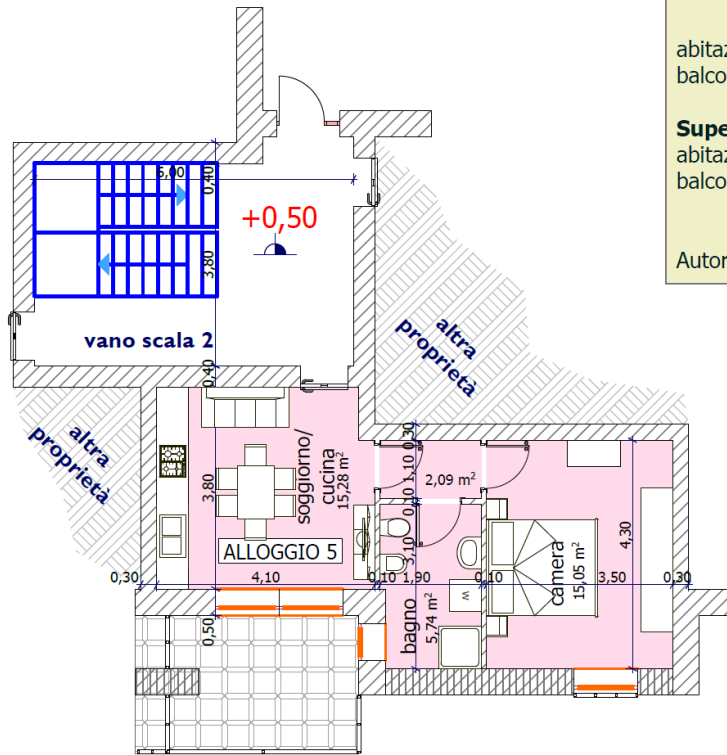 abitaz
balco
Supe
abitaz
balco
Autor
6,00
0,40
+0,50
3,80
vano scala 2
0,40
altra
proprietà
altra
proprietà
0,30
1,10
2,09 m²
0,10
3,80
soggiorno/
cucina
15,28 m²
ALLOGGIO 5
3,10
4,30
camera
15,05 m²
0,30
4,10
0,10
1,90
0,10
3,50
0,30
W
bagno
5,74 m²
0,50